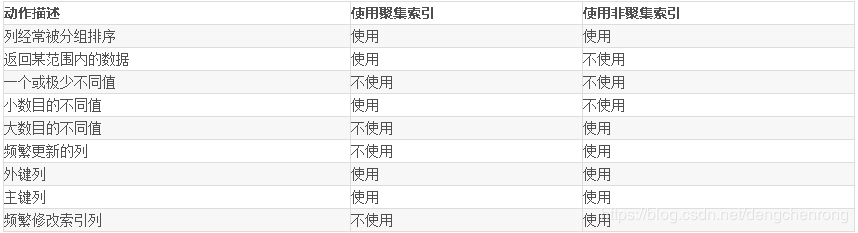 动作描述 使用聚集索引 使用非聚集索引
列经常被分组排序 使用 使用
返回某范围内的数据 使用 不使用
一个或极少不同值 不使用 不使用
小数目的不同值 使用 不使用
大数目的不同值 不使用 使用
频繁更新的列 不使用 使用
外键列 使用 使用
主键列 使用 使用
频繁修改索引列 不使用 使用
https://blog.csdn.net/dengchenrong